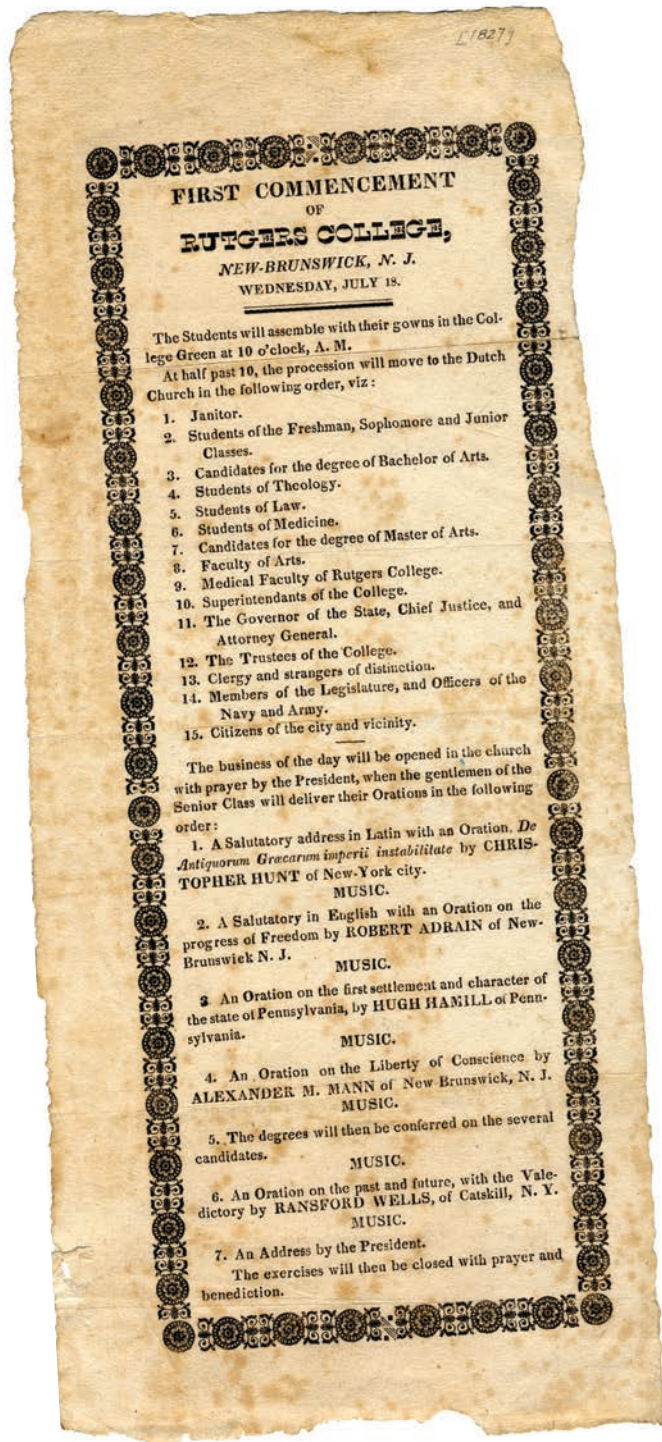 [1827]
FIRST COMMENCEMENT
OF
RUTGERS COLLEGE,
NEW-BRUNSWICK, N. J.
WEDNESDAY, JULY 18.
The Students will assemble with their gowns in the Col-
lege Green at 10 o'clock, A. M.
At half past 10, the procession will move to the Dutch
Church in the following order, viz:
1. Janitor.
2. Students of the Freshman, Sophomore and Junior
Classes.
3. Candidates for the degree of Bachelor of Arts.
4. Students of Theology.
5. Students of Law.
6. Students of Medicine.
7. Candidates for the degree of Master of Arts.
8. Faculty of Arts.
9. Medical Faculty of Rutgers College.
10. Superintendants of the College.
11. The Governor of the State, Chief Justice, and
Attorney General.
12. The Trustees of the College.
13. Clergy and strangers of distinction.
14. Members of the Legislature, and Officers of the
Navy and Army.
15. Citizens of the city and vicinity.
The business of the day will be opened in the church
with prayer by the President, when the gentlemen of the
Senior Class will deliver their Orations in the following
order:
1. A Salutatory address in Latin with an Oration, De
Antiquorum Græcarum imperii instabilitate by CHRIS-
TOPHER HUNT of New-York city.
MUSIC.
2. A Salutatory in English with an Oration on the
progress of Freedom by ROBERT ADRAIN of New-
Brunswick N. J.
MUSIC.
3 An Oration on the first settlement and character of
the state of Pennsylvania, by HUGH HAMILL of Penn-
sylvania.
MUSIC.
4. An Oration on the Liberty of Conscience by
ALEXANDER M. MANN of New Brunswick, N. J.
MUSIC.
5. The degrees will then be conferred on the several
candidates.
MUSIC.
6. An Oration on the past and future, with the Vale-
dictory by RANSFORD WELLS, of Catskill, N. Y.
MUSIC.
7. An Address by the President.
The exercises will then be closed with prayer and
benediction.